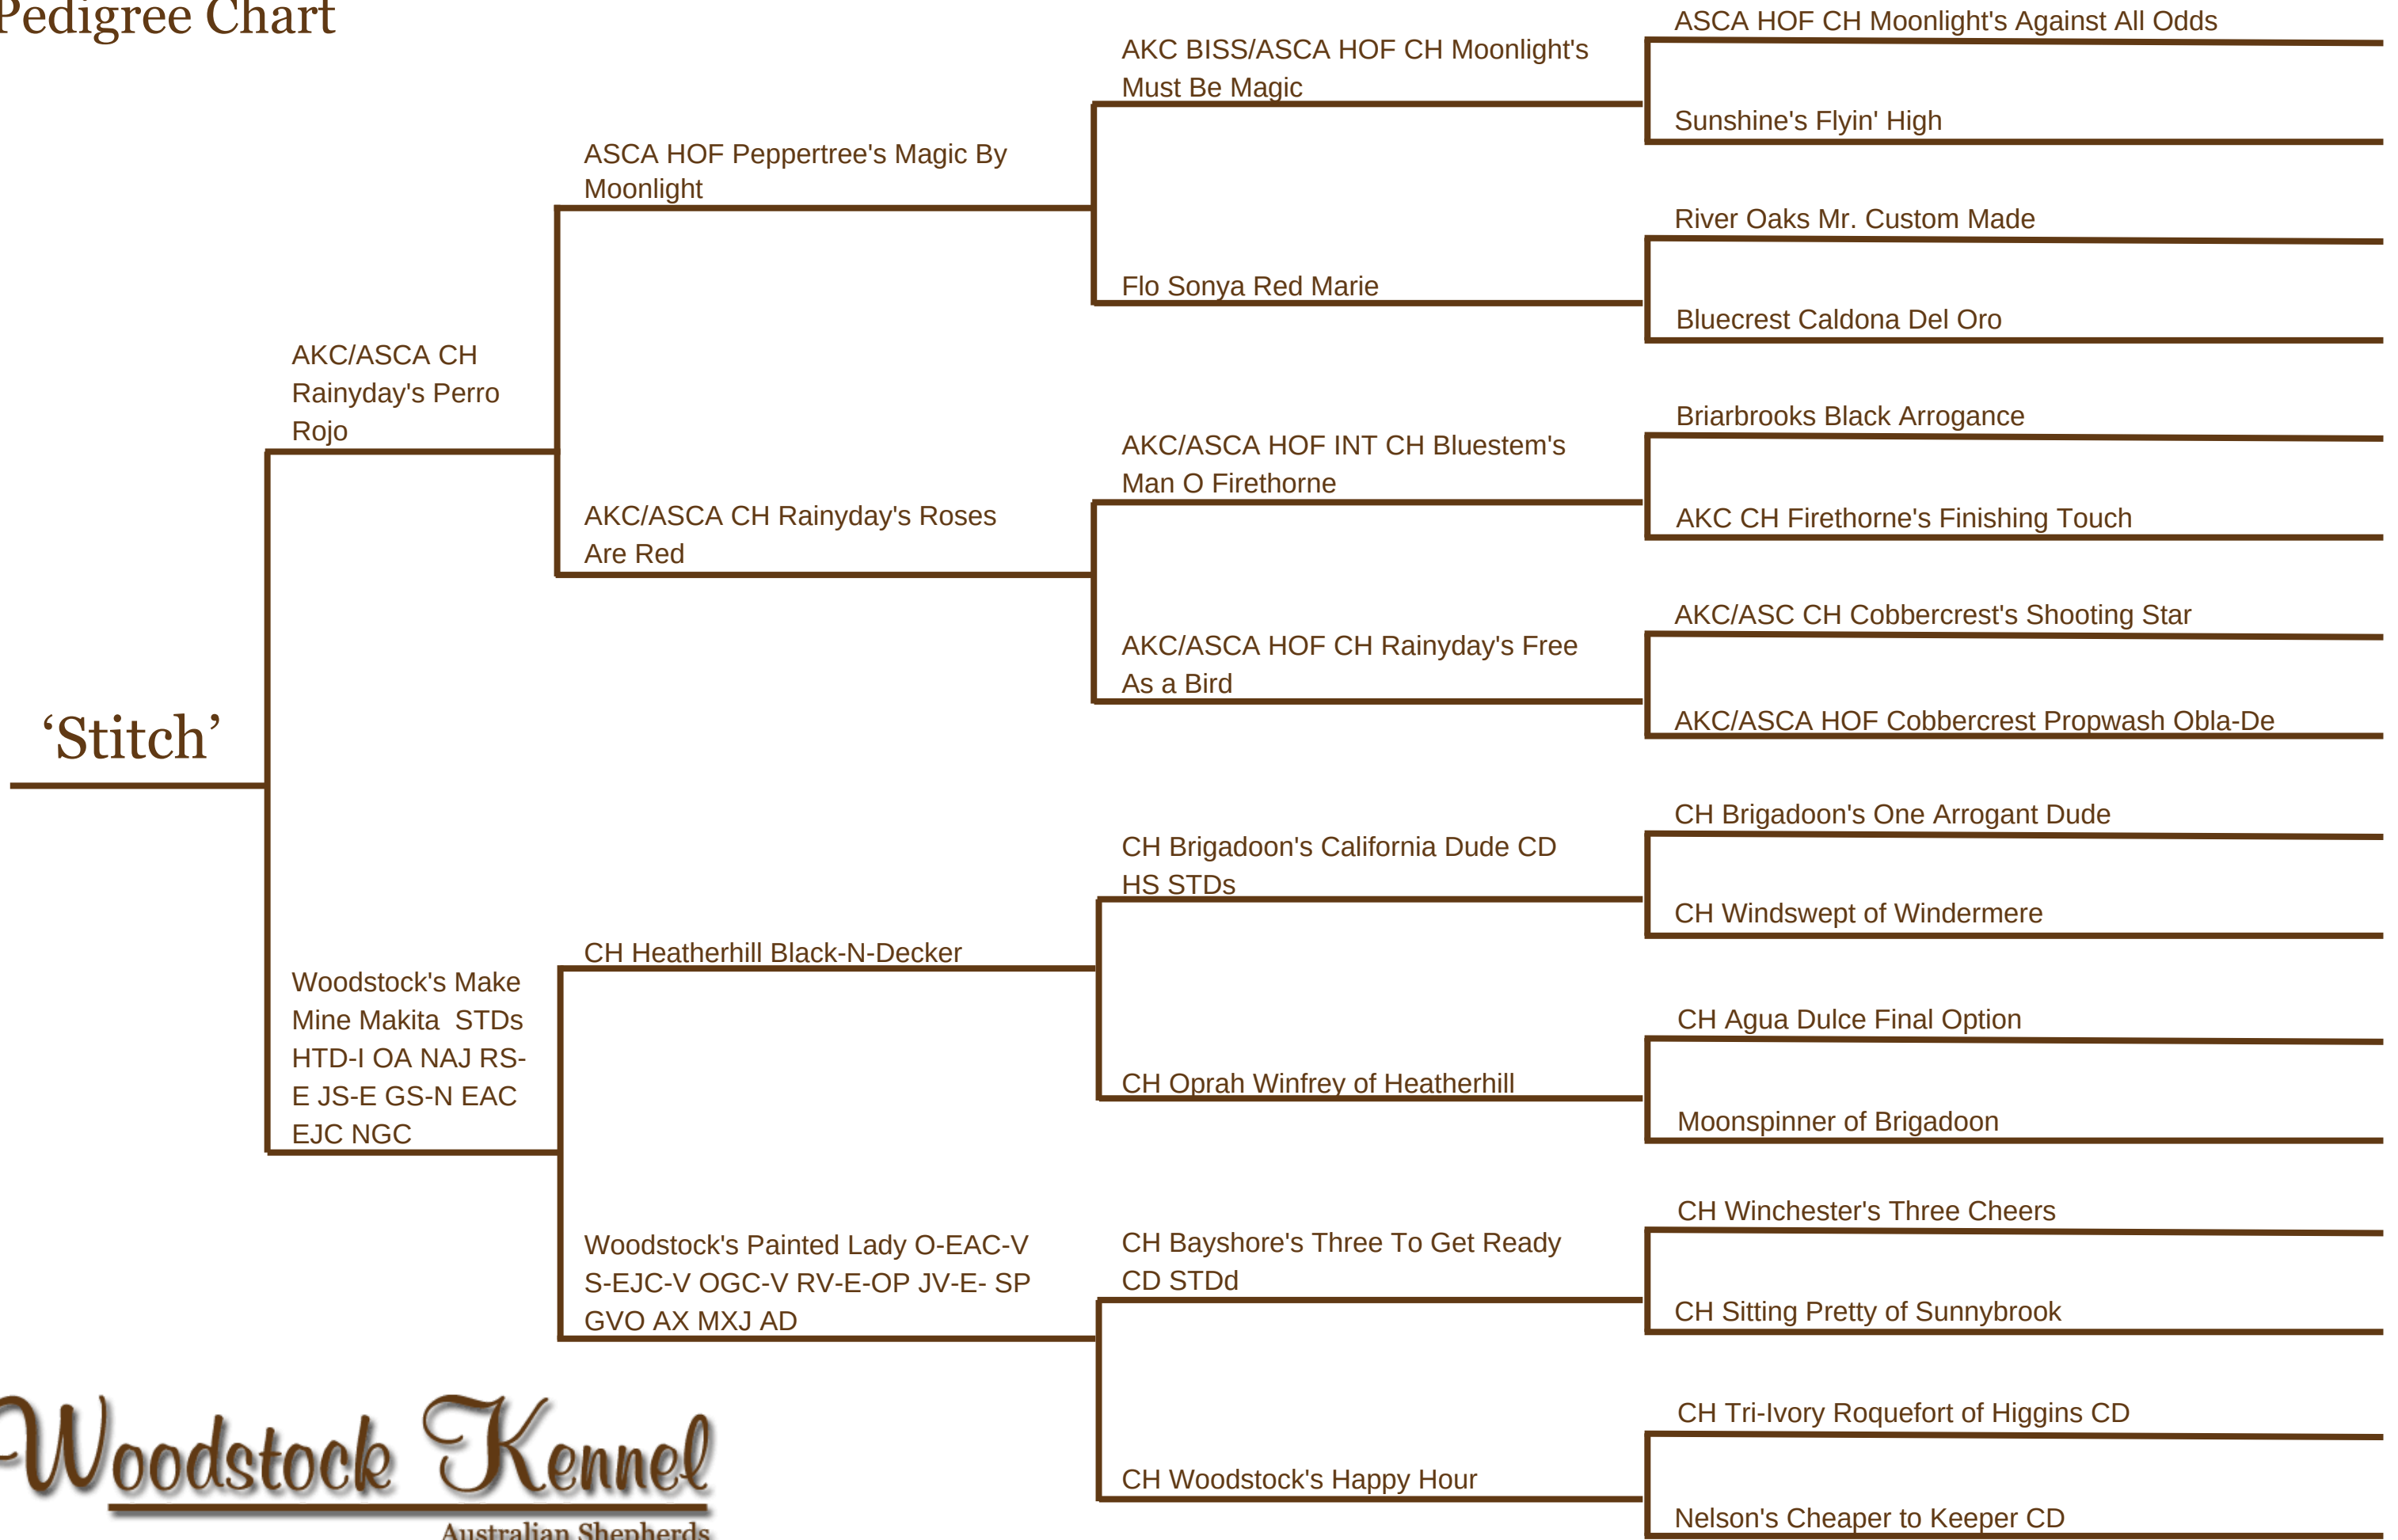 Pedigree Chart
ASCA HOF CH Moonlight's Against All Odds
AKC BISS/ASCA HOF CH Moonlight's
Must Be Magic
Sunshine's Flyin' High
ASCA HOF Peppertree's Magic By
Moonlight
River Oaks Mr. Custom Made
Flo Sonya Red Marie
Bluecrest Caldona Del Oro
AKC/ASCA CH
Rainyday's Perro
Rojo
Briarbrooks Black Arrogance
AKC/ASCA HOF INT CH Bluestem's
Man O Firethorne
AKC/ASCA CH Rainyday's Roses
Are Red
AKC CH Firethorne's Finishing Touch
AKC/ASC CH Cobbercrest's Shooting Star
AKC/ASCA HOF CH Rainyday's Free
As a Bird
AKC/ASCA HOF Cobbercrest Propwash Obla-De
‘Stitch’
CH Brigadoon's One Arrogant Dude
CH Brigadoon's California Dude CD
HS STDs
CH Windswept of Windermere
CH Heatherhill Black-N-Decker
Woodstock's Make
Mine Makita  STDs
HTD-I OA NAJ RS-
E JS-E GS-N EAC
EJC NGC
CH Agua Dulce Final Option
CH Oprah Winfrey of Heatherhill
Moonspinner of Brigadoon
CH Winchester's Three Cheers
Woodstock's Painted Lady O-EAC-V
S-EJC-V OGC-V RV-E-OP JV-E- SP
GVO AX MXJ AD
CH Bayshore's Three To Get Ready
CD STDd
CH Sitting Pretty of Sunnybrook
CH Tri-Ivory Roquefort of Higgins CD
CH Woodstock's Happy Hour
Nelson's Cheaper to Keeper CD
Woodstock Kennel
Australian Shepherds